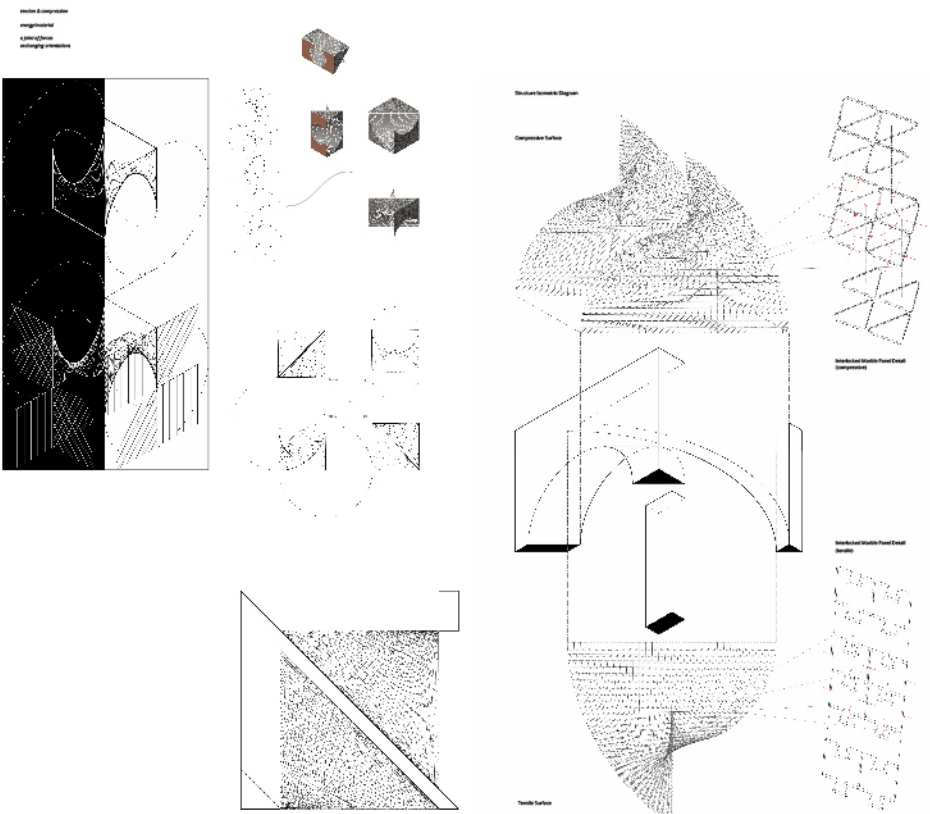 tension & compression
energy/material
a joint of forces
exchanging orientations
Structure Isometric Diagram
Compressive Surface
Interlocked Marble Panel Detail
(compressive)
Interlocked Marble Panel Detail
(tensile)
Tensile Surface